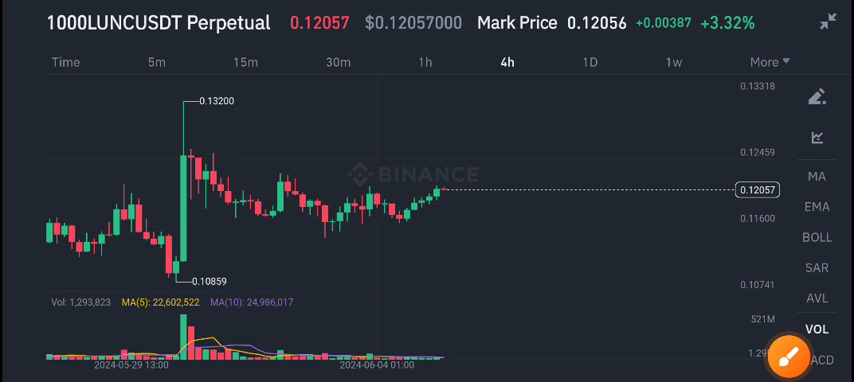 1000LUNCUSDT Perpetual 0.12057 $0.12057000 Mark Price 0.12056 +0.00387 +3.32%
Time 5m 15m 30m 1h 4h 1D 1w More
0.13318
0.13200
0.12459
BINANCE
MA
0.12057
EMA
0.11600
BOLL
SAR
0.10859
0.10741
Vol: 1,293,823 MA(5): 22,602,522 MA(10): 24,986,017
AVL
521M
VOL
2024-05-29 13:00 2024-06-04 01:00